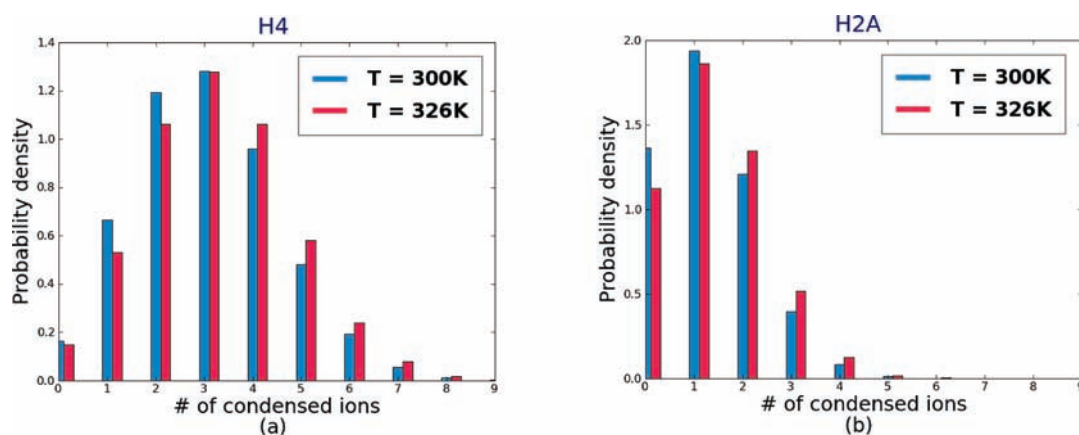 H4
1.4
1.2
1.0
0.8
0.6
0.4
0.2
0.0
Probability density
T = 300K
T = 326K
0 1 2 3 4 5 6 7 8 9
# of condensed ions
(a)
H2A
2.0
1.5
1.0
0.5
0.0
Probability density
T = 300K
T = 326K
0 1 2 3 4 5 6 7 8 9
# of condensed ions
(b)